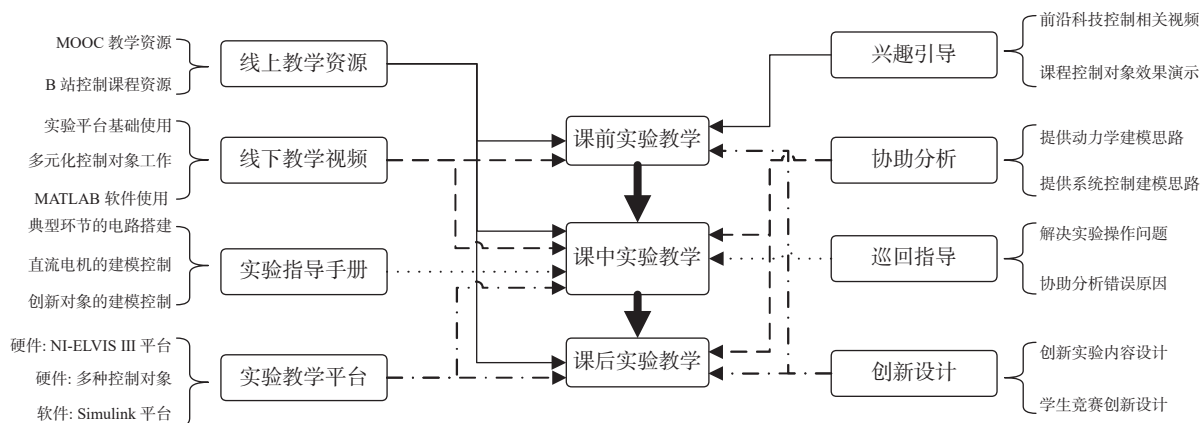 MOOC 教学资源
B 站控制课程资源
线上教学资源
实验平台基础使用
多元化控制对象工作
MATLAB 软件使用
线下教学视频
典型环节的电路搭建
直流电机的建模控制
创新对象的建模控制
实验指导手册
硬件: NI-ELVIS III 平台
硬件: 多种控制对象
软件: Simulink 平台
实验教学平台
课前实验教学
课中实验教学
课后实验教学
兴趣引导
前沿科技控制相关视频
课程控制对象效果演示
协助分析
提供动力学建模思路
提供系统控制建模思路
巡回指导
解决实验操作问题
协助分析错误原因
创新设计
创新实验内容设计
学生竞赛创新设计